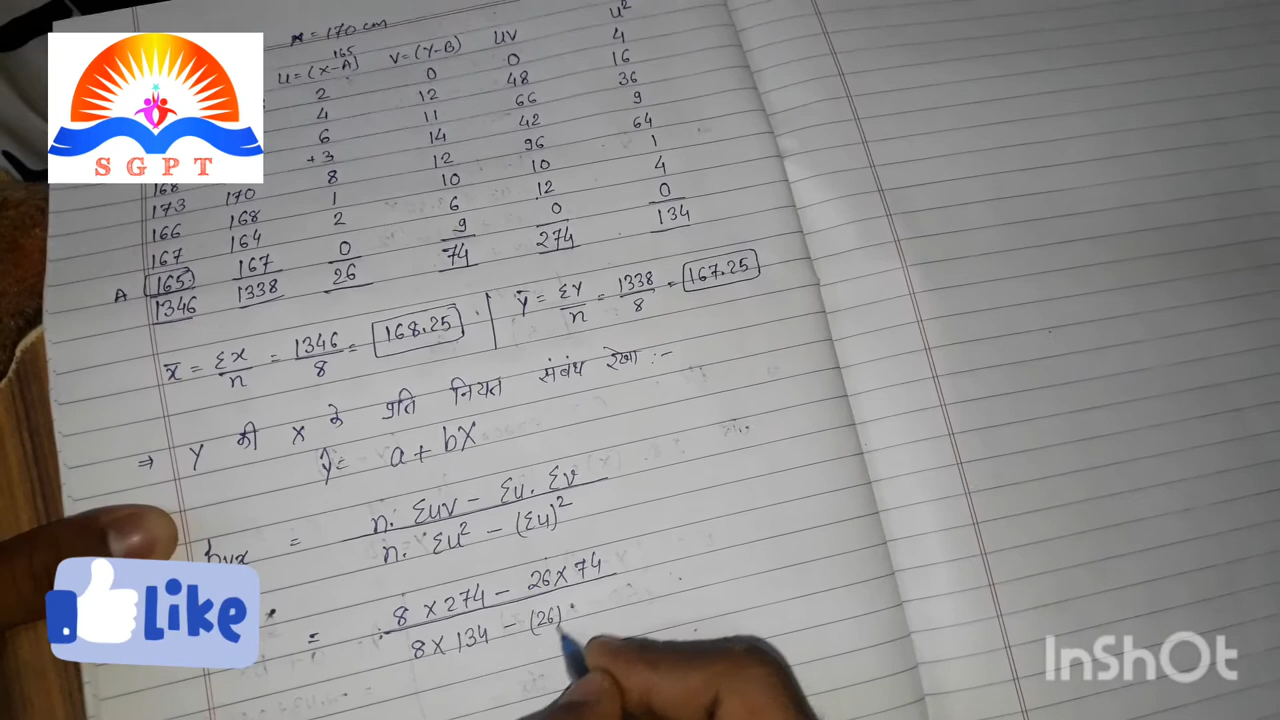 x = 170 cm
165
U = (X-A) V = (Y-B) UV U²
2 0 0 4
4 12 48 16
6 11 66 36
+3 14 42 9
168 8 12 96 64
173 170 1 10 10 1
166 168 2 6 12 4
167 164 0 9 0 0
A 165 167 26 74 274 134
1346 1338
x̄ = Σx/n = 1346/8 = 168.25 . | ȳ = ΣY/n = 1338/8 = 167.25
⇒ Y की X के प्रति नियत संबंध रेखा :-
Ŷ = a + bX
byx = n. Σuv - Σu. Σv / n. Σu² - (Σu)²
= 8 × 274 - 26 × 74 / 8 × 134 - (26)
SGPT
Like
InShOt